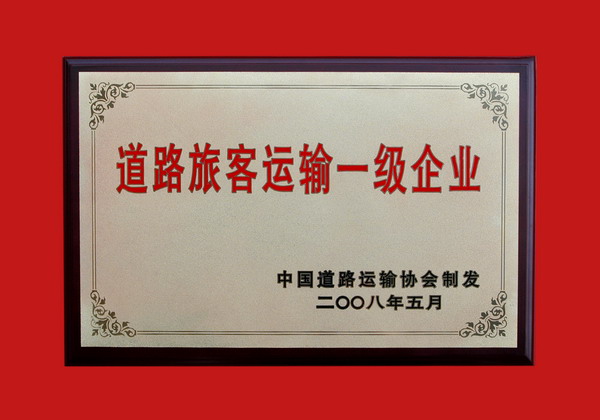 道路旅客运输一级企业
中国道路运输协会制发
二〇〇八年五月